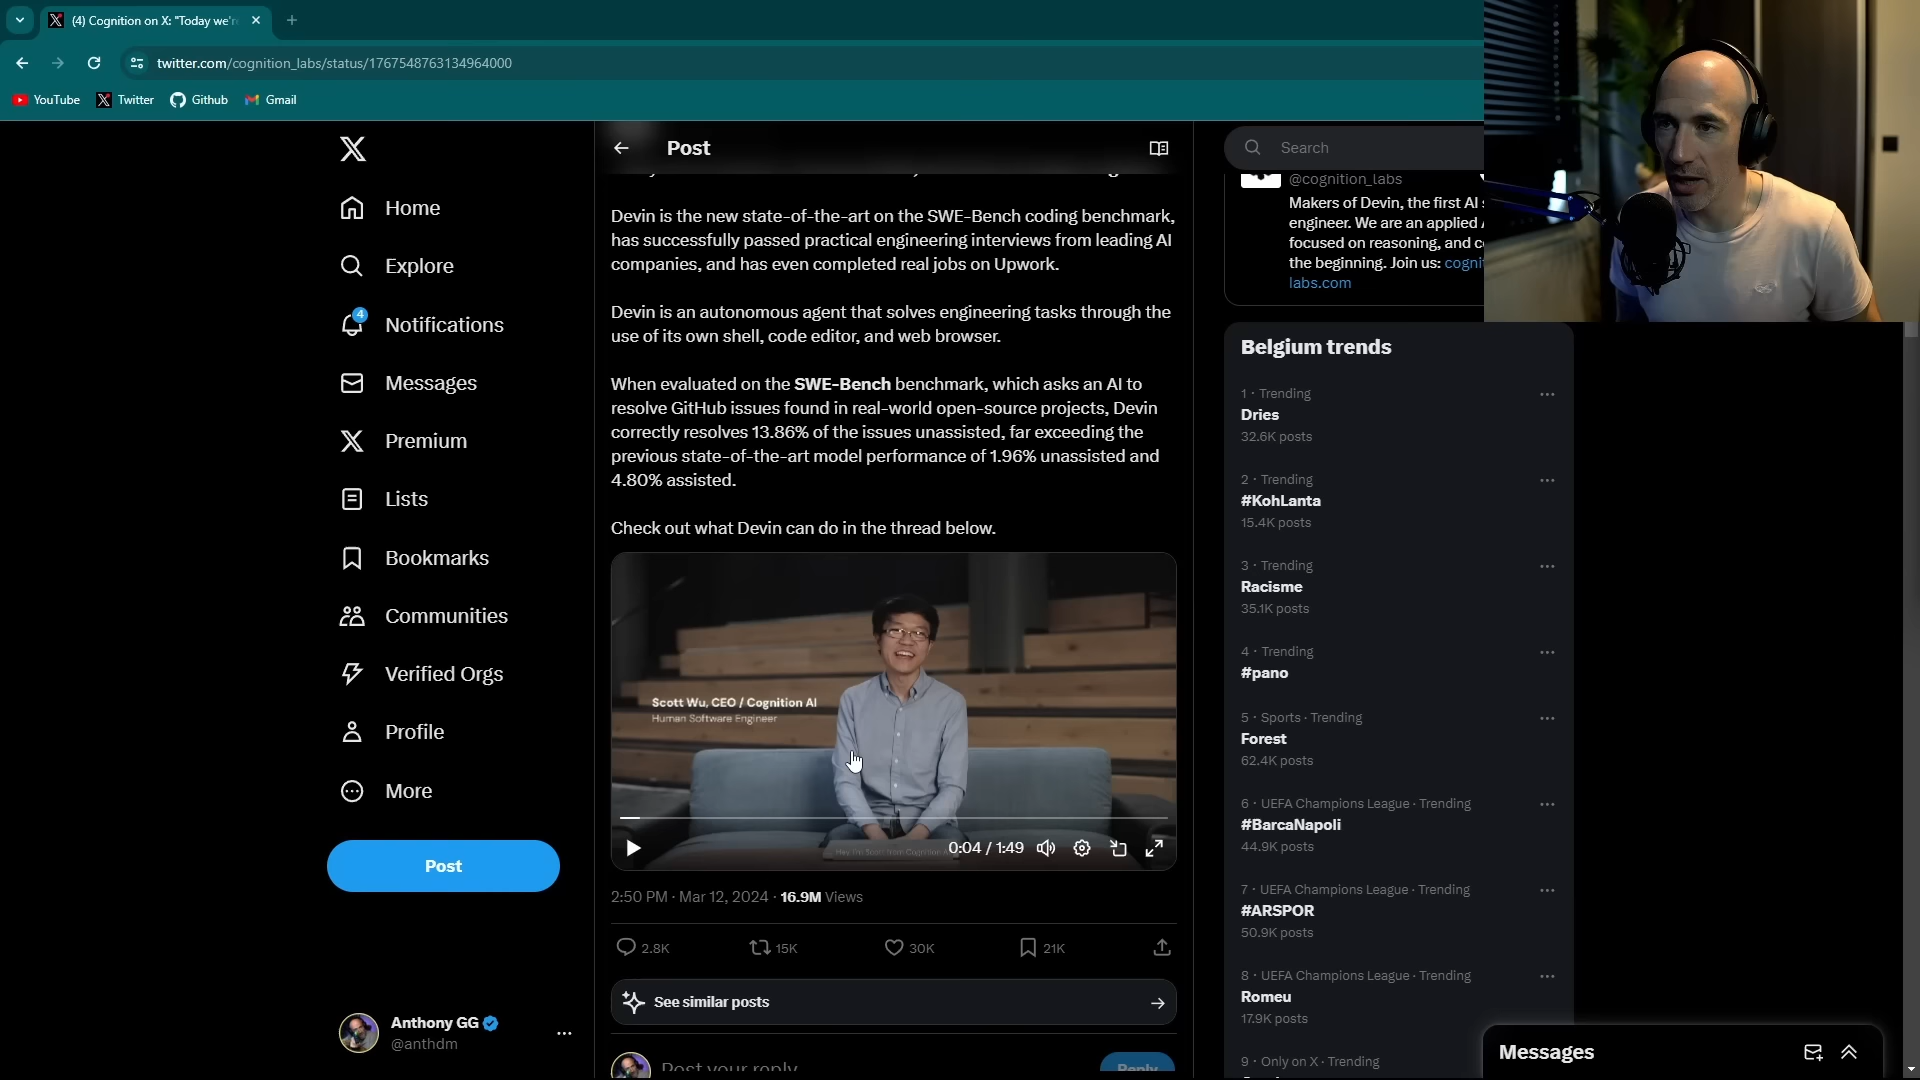 (4) Cognition on X: "Today we'r
twitter.com/cognition_labs/status/1767548763134964000
YouTube
Twitter
Github
Gmail
Home
Explore
4
Notifications
Messages
Premium
Lists
Bookmarks
Communities
Verified Orgs
Profile
More
Post
Anthony GG
@anthdm
Post
Devin is the new state-of-the-art on the SWE-Bench coding benchmark,
has successfully passed practical engineering interviews from leading AI
companies, and has even completed real jobs on Upwork.
Devin is an autonomous agent that solves engineering tasks through the
use of its own shell, code editor, and web browser.
When evaluated on the SWE-Bench benchmark, which asks an AI to
resolve GitHub issues found in real-world open-source projects, Devin
correctly resolves 13.86% of the issues unassisted, far exceeding the
previous state-of-the-art model performance of 1.96% unassisted and
4.80% assisted.
Check out what Devin can do in the thread below.
Scott Wu, CEO / Cognition AI
Human Software Engineer
0:04 / 1:49
2:50 PM · Mar 12, 2024 · 16.9M Views
2.8K
15K
30K
21K
See similar posts
Post your reply
Reply
Search
@cognition_labs
Makers of Devin, the first AI
engineer. We are an applied
focused on reasoning, and
the beginning. Join us: cogni
labs.com
Belgium trends
1 · Trending
Dries
32.6K posts
2 · Trending
#KohLanta
15.4K posts
3 · Trending
Racisme
35.1K posts
4 · Trending
#pano
5 · Sports · Trending
Forest
62.4K posts
6 · UEFA Champions League · Trending
#BarcaNapoli
44.9K posts
7 · UEFA Champions League · Trending
#ARSPOR
50.9K posts
8 · UEFA Champions League · Trending
Romeu
17.9K posts
9 · Only on X · Trending
Messages